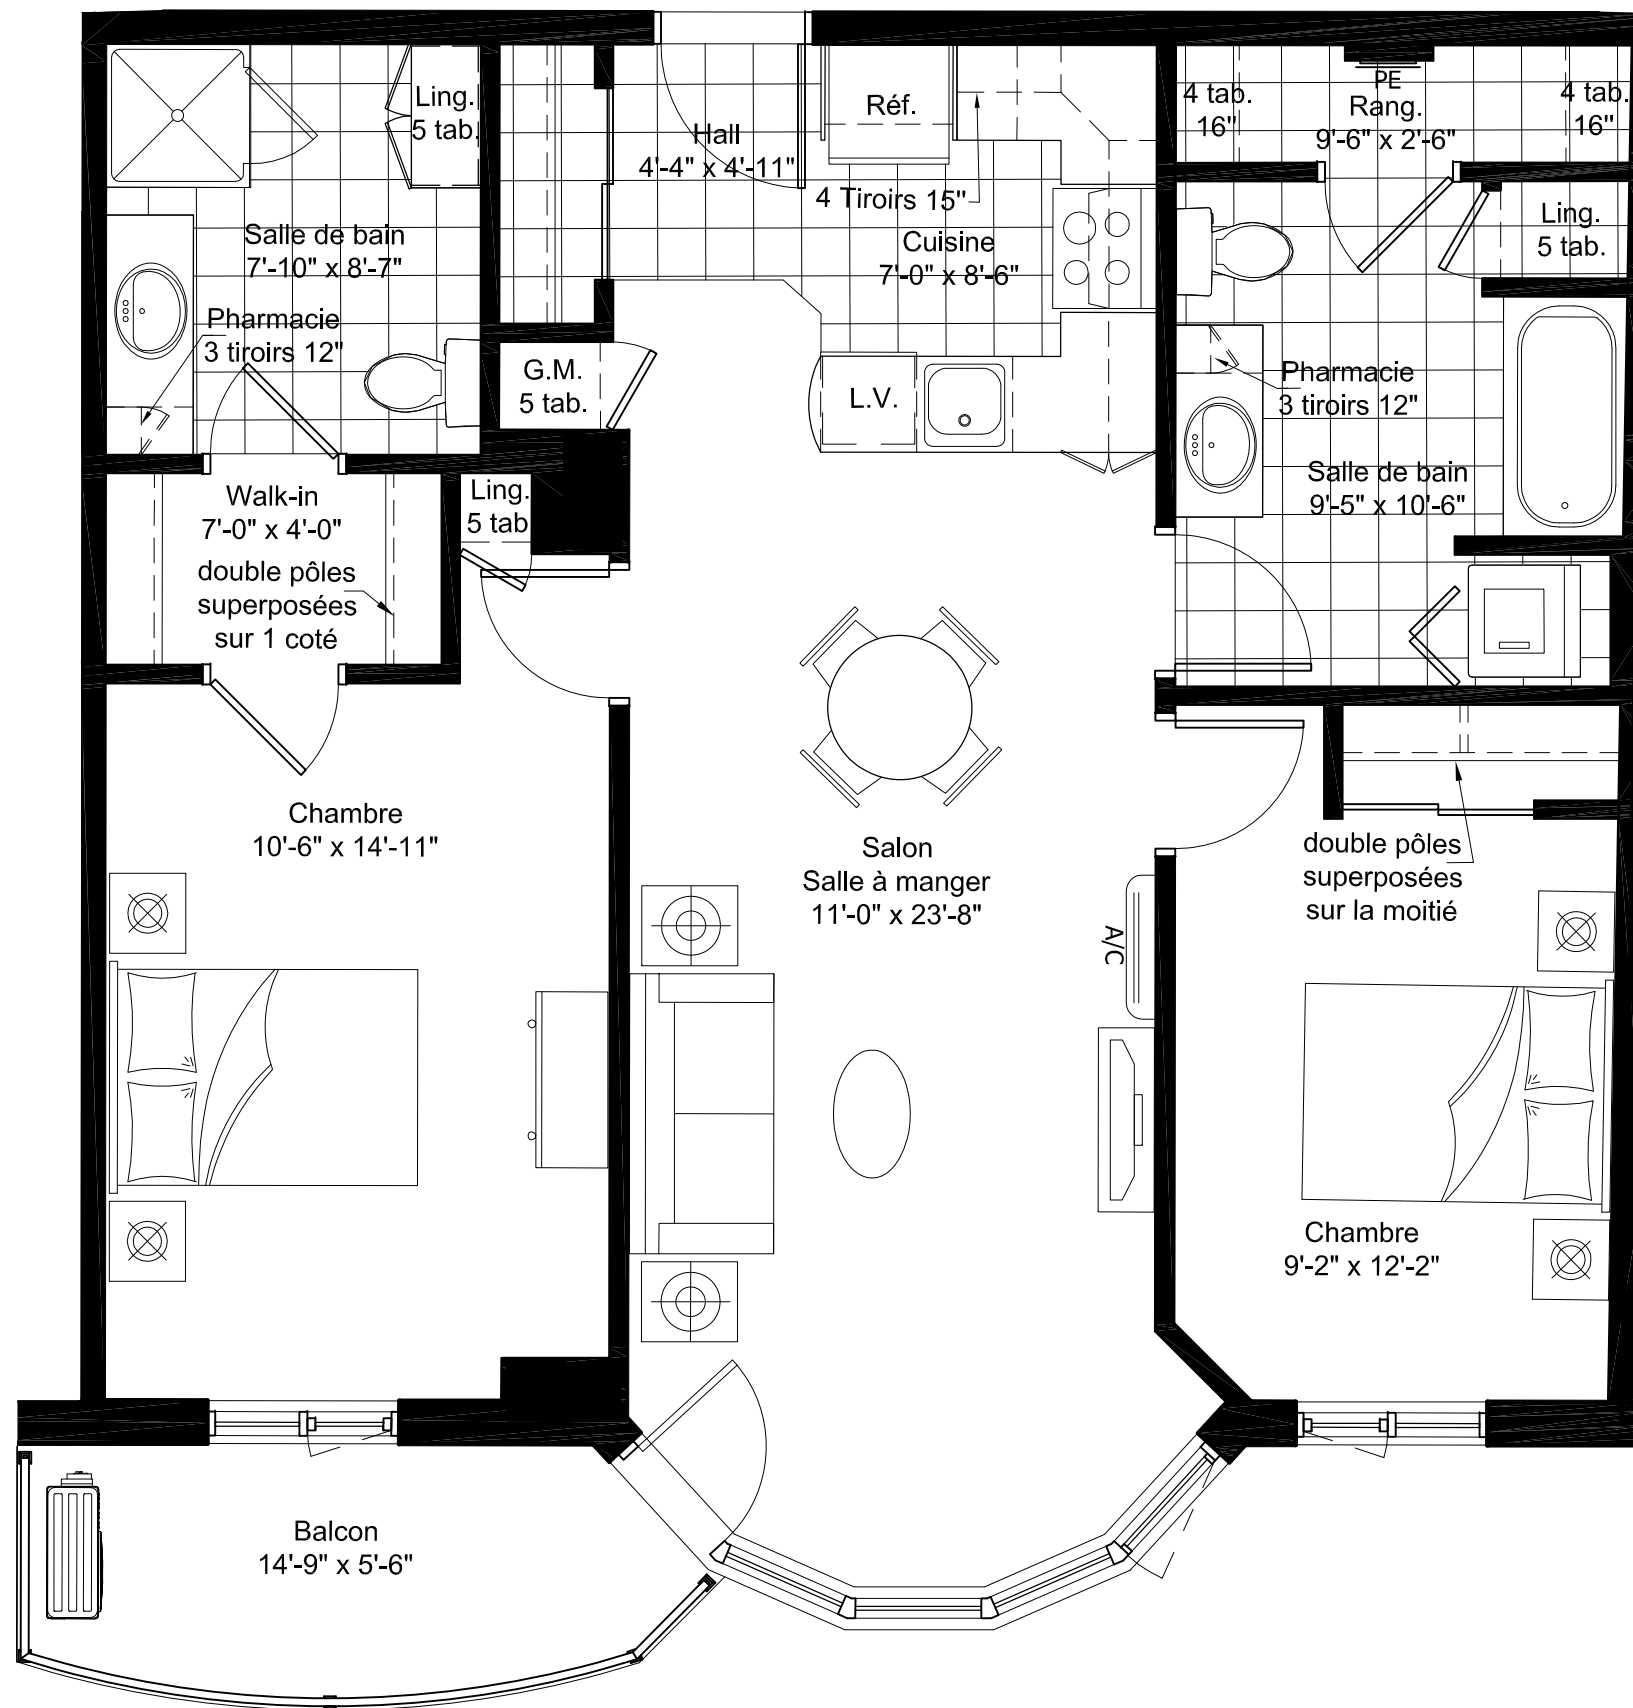 Ling.
5 tab.
Hall
4'-4" x 4'-11"
Réf.
4 Tiroirs 15"
Cuisine
7'-0" x 8'-6"
4 tab.
16"
PE
Rang.
9'-6" x 2'-6"
4 tab.
16"
Ling.
5 tab.
Salle de bain
7'-10" x 8'-7"
Pharmacie
3 tiroirs 12"
G.M.
5 tab.
L.V.
Pharmacie
3 tiroirs 12"
Salle de bain
9'-5" x 10'-6"
Walk-in
7'-0" x 4'-0"
double pôles
superposées
sur 1 coté
Ling.
5 tab
Chambre
10'-6" x 14'-11"
Salon
Salle à manger
11'-0" x 23'-8"
A/C
double pôles
superposées
sur la moitié
Chambre
9'-2" x 12'-2"
Balcon
14'-9" x 5'-6"